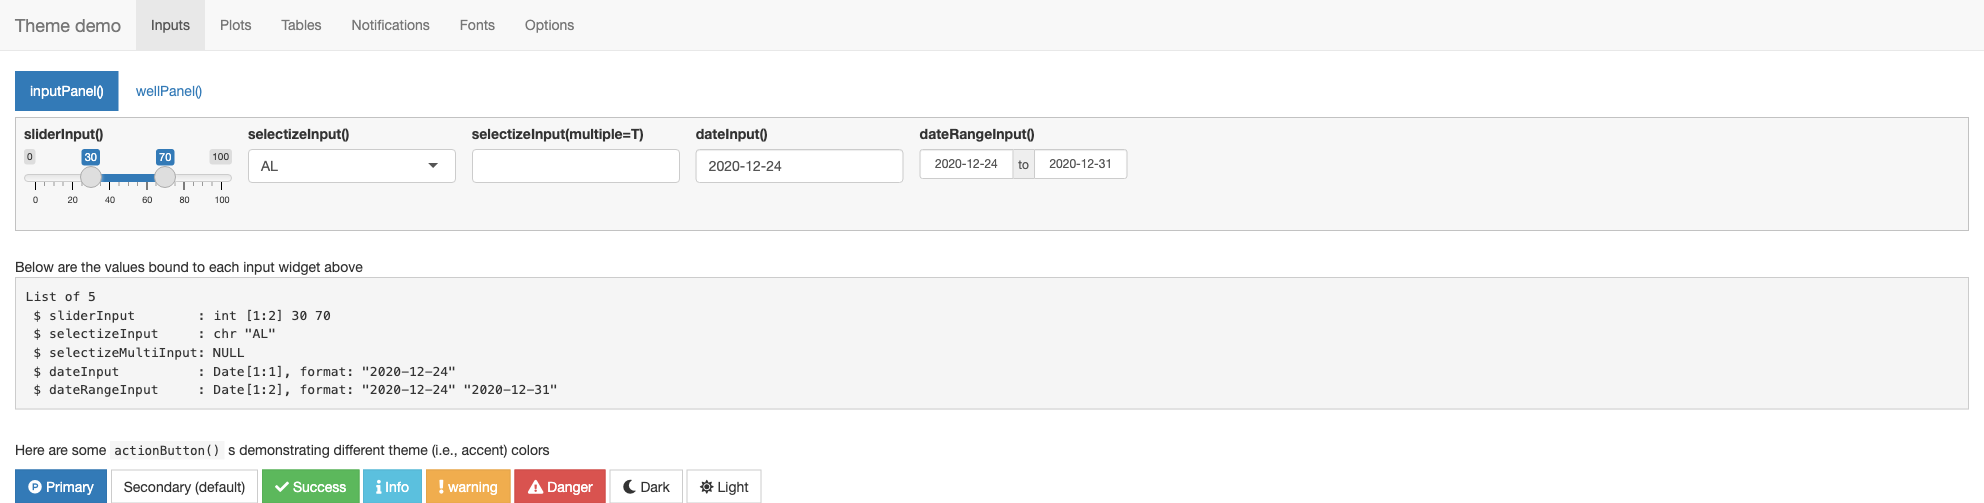 Theme demo Inputs Plots Tables Notifications Fonts Options
inputPanel() wellPanel()
sliderInput() selectizeInput() selectizeInput(multiple=T) dateInput() dateRangeInput()
0 30 70 100 AL 2020-12-24 2020-12-24 to 2020-12-31
0 20 40 60 80 100
Below are the values bound to each input widget above
List of 5
$ sliderInput : int [1:2] 30 70
$ selectizeInput : chr "AL"
$ selectizeMultiInput: NULL
$ dateInput : Date[1:1], format: "2020-12-24"
$ dateRangeInput : Date[1:2], format: "2020-12-24" "2020-12-31"
Here are some actionButton() s demonstrating different theme (i.e., accent) colors
Primary Secondary (default) Success Info warning Danger Dark Light